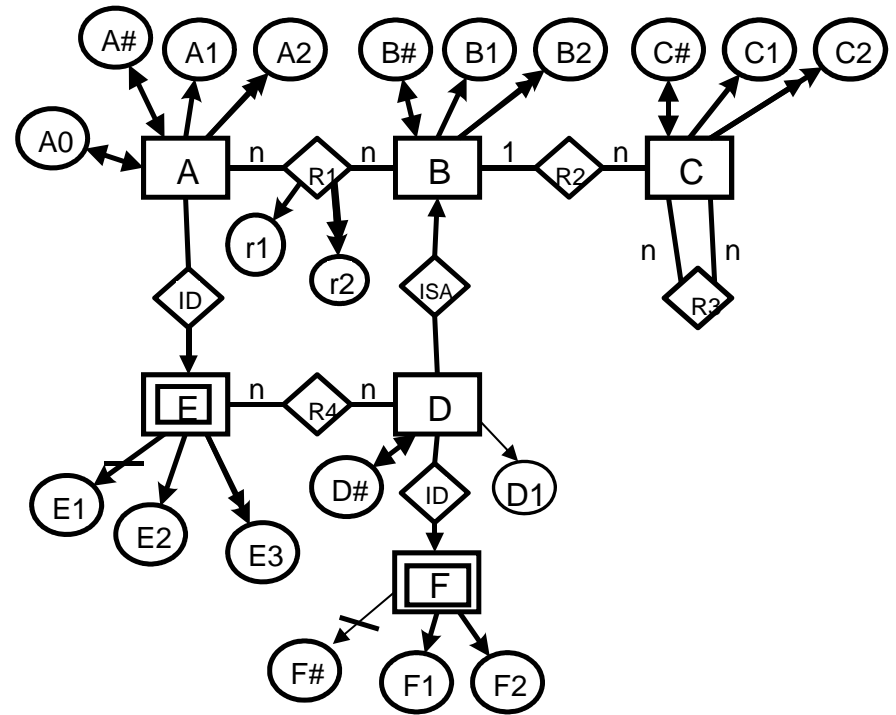 A# A1 A2 B# B1 B2 C# C1 C2
A0
A n R1 n B 1 R2 n C
r1 r2 n n
ID ISA R3
E n R4 n D
E1 E2 E3 D# ID D1
F
F# F1 F2